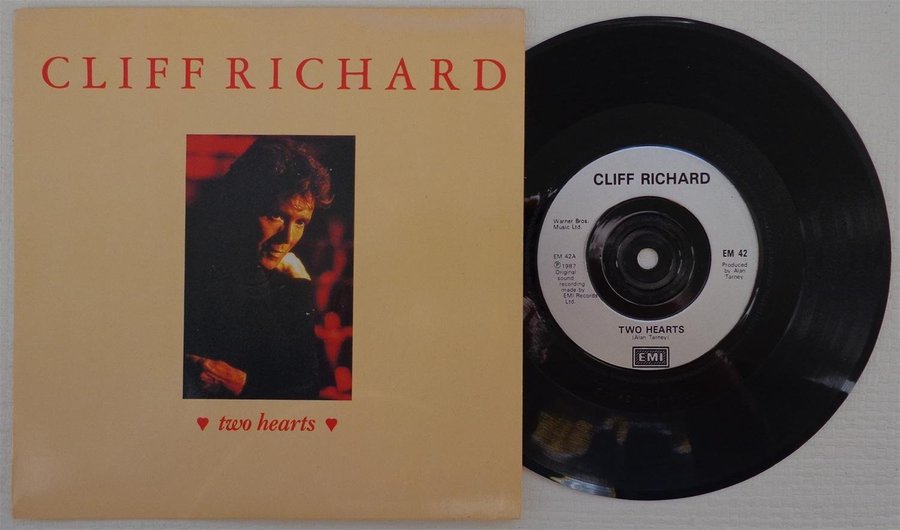 CLIFF RICHARD
♥ two hearts ♥
CLIFF RICHARD
Warner Bros.
Music Ltd.
EM 42A
Ⓟ1987
Original
sound
recording
made by
EMI Records
Ltd.
EM 42
Produced
by Alan
Tarney
TWO HEARTS
(Alan Tarney)
EMI